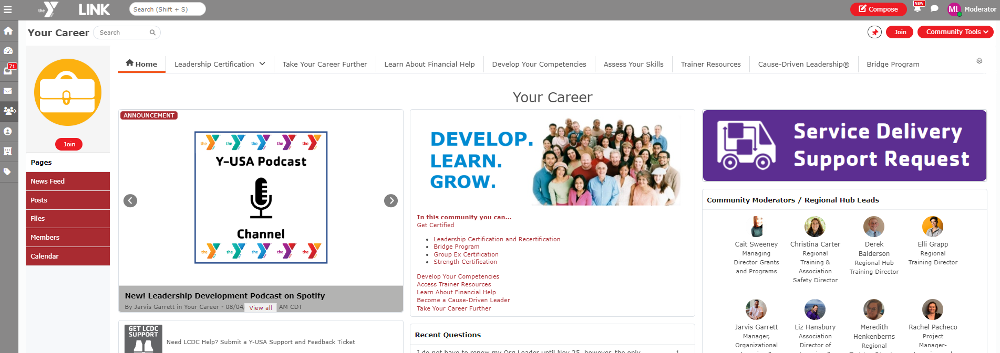 the Y
LINK
Search (Shift + S)
Compose
NEW
ML
Moderator
Your Career
Search
Join
Community Tools
71
Home
Leadership Certification
Take Your Career Further
Learn About Financial Help
Develop Your Competencies
Assess Your Skills
Trainer Resources
Cause-Driven Leadership®
Bridge Program
Join
Pages
News Feed
Posts
Files
Members
Calendar
Your Career
ANNOUNCEMENT
the the the the the
Y-USA Podcast
Channel
the the the the the
New! Leadership Development Podcast on Spotify
By Jarvis Garrett in Your Career • 08/04/
View all
AM CDT
GET LCDC
SUPPORT
Need LCDC Help? Submit a Y-USA Support and Feedback Ticket
DEVELOP.
LEARN.
GROW.
In this community you can...
Get Certified
Leadership Certification and Recertification
Bridge Program
Group Ex Certification
Strength Certification
Develop Your Competencies
Access Trainer Resources
Learn About Financial Help
Become a Cause-Driven Leader
Take Your Career Further
Recent Questions
I do not have to renew my Org Leader until Nov 25, however, the only
1
Service Delivery
Support Request
Community Moderators / Regional Hub Leads
Cait Sweeney
Managing
Director Grants
and Programs
Christina Carter
Regional
Training &
Association
Safety Director
Derek
Balderson
Regional Hub
Training Director
Elli Grapp
Regional
Training Director
Jarvis Garrett
Manager,
Organizational
Liz Hansbury
Association
Director of
Meredith
Henkenberns
Regional
Rachel Pacheco
Project
Manager-